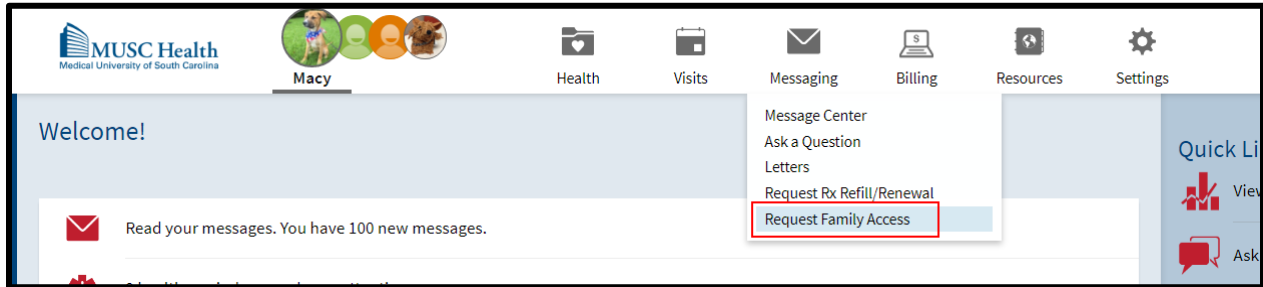 MUSC Health
Medical University of South Carolina
Macy
Health
Visits
Messaging
Billing
Resources
Settings
Message Center
Ask a Question
Letters
Request Rx Refill/Renewal
Request Family Access
Welcome!
Read your messages. You have 100 new messages.
Quick Li
View
Ask